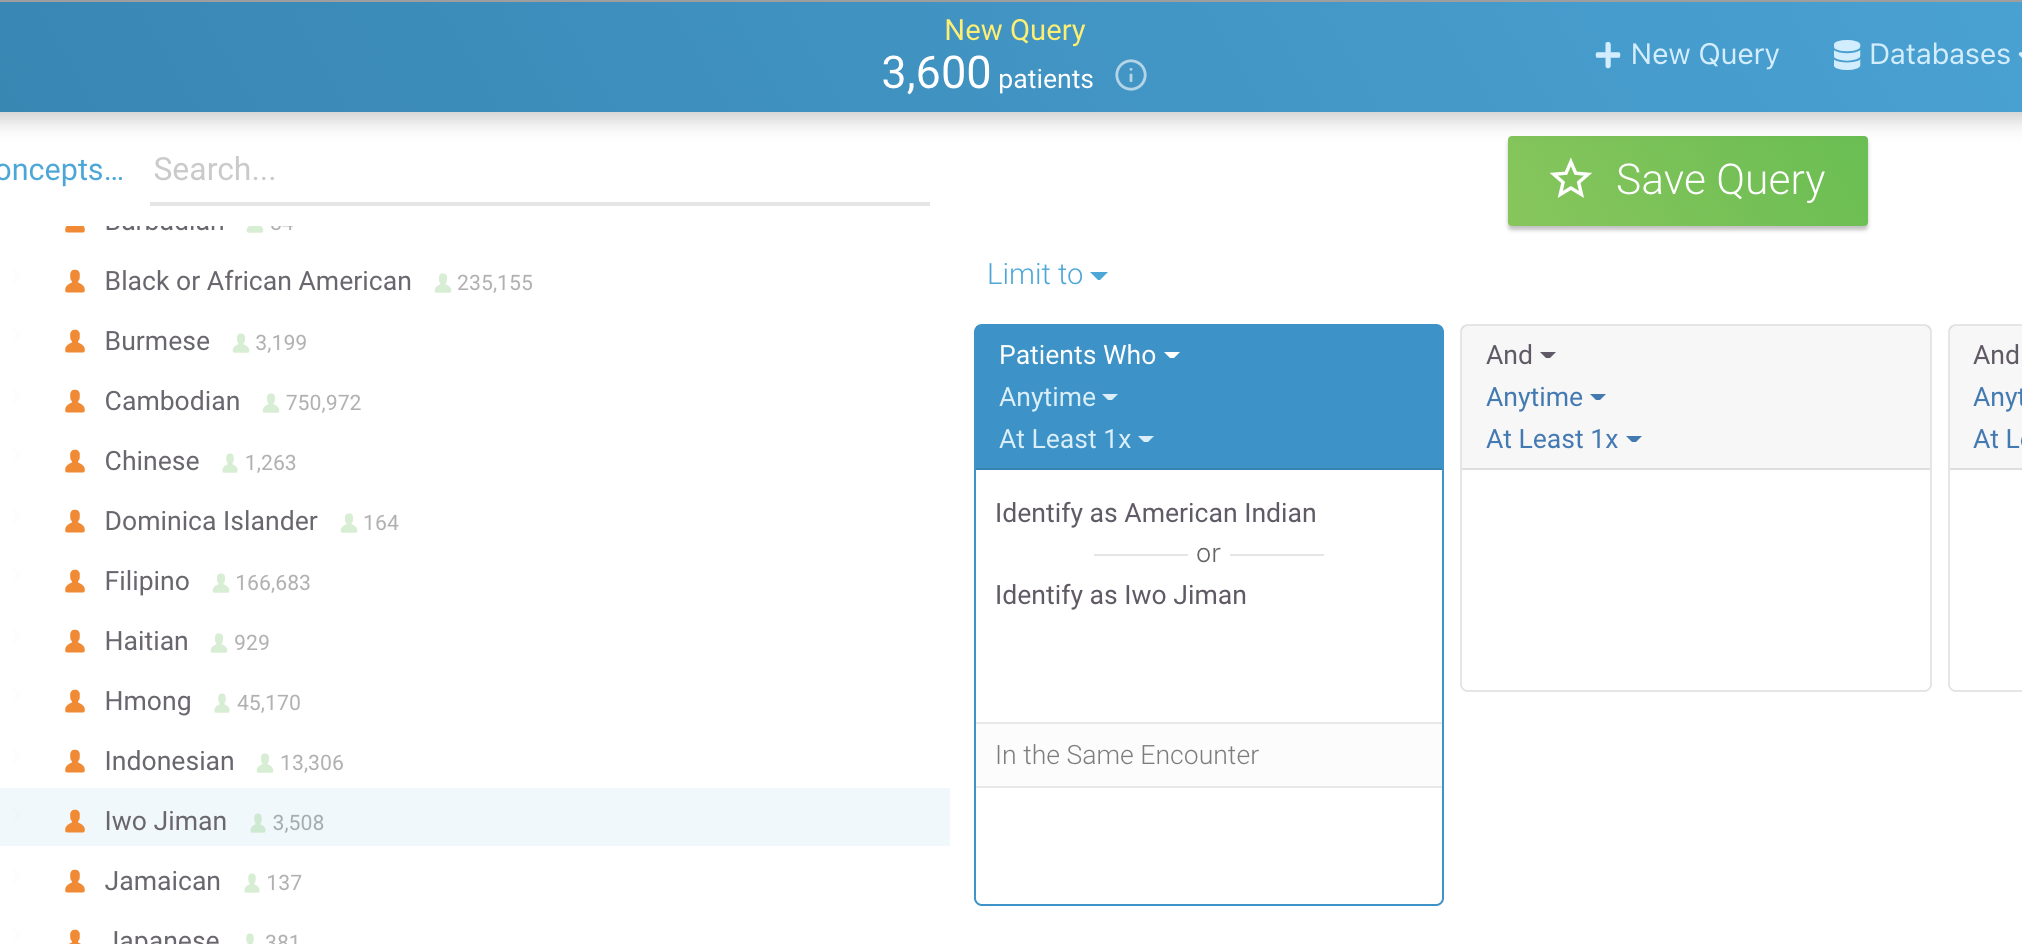 New Query
3,600 patients
New Query
Databases
oncepts...
Search...
Save Query
Barbadian 84
Black or African American 235,155
Burmese 3,199
Cambodian 750,972
Chinese 1,263
Dominica Islander 164
Filipino 166,683
Haitian 929
Hmong 45,170
Indonesian 13,306
Iwo Jiman 3,508
Jamaican 137
Japanese 381
Limit to
Patients Who
Anytime
At Least 1x
Identify as American Indian
or
Identify as Iwo Jiman
In the Same Encounter
And
Anytime
At Least 1x
And
Anyt
At L